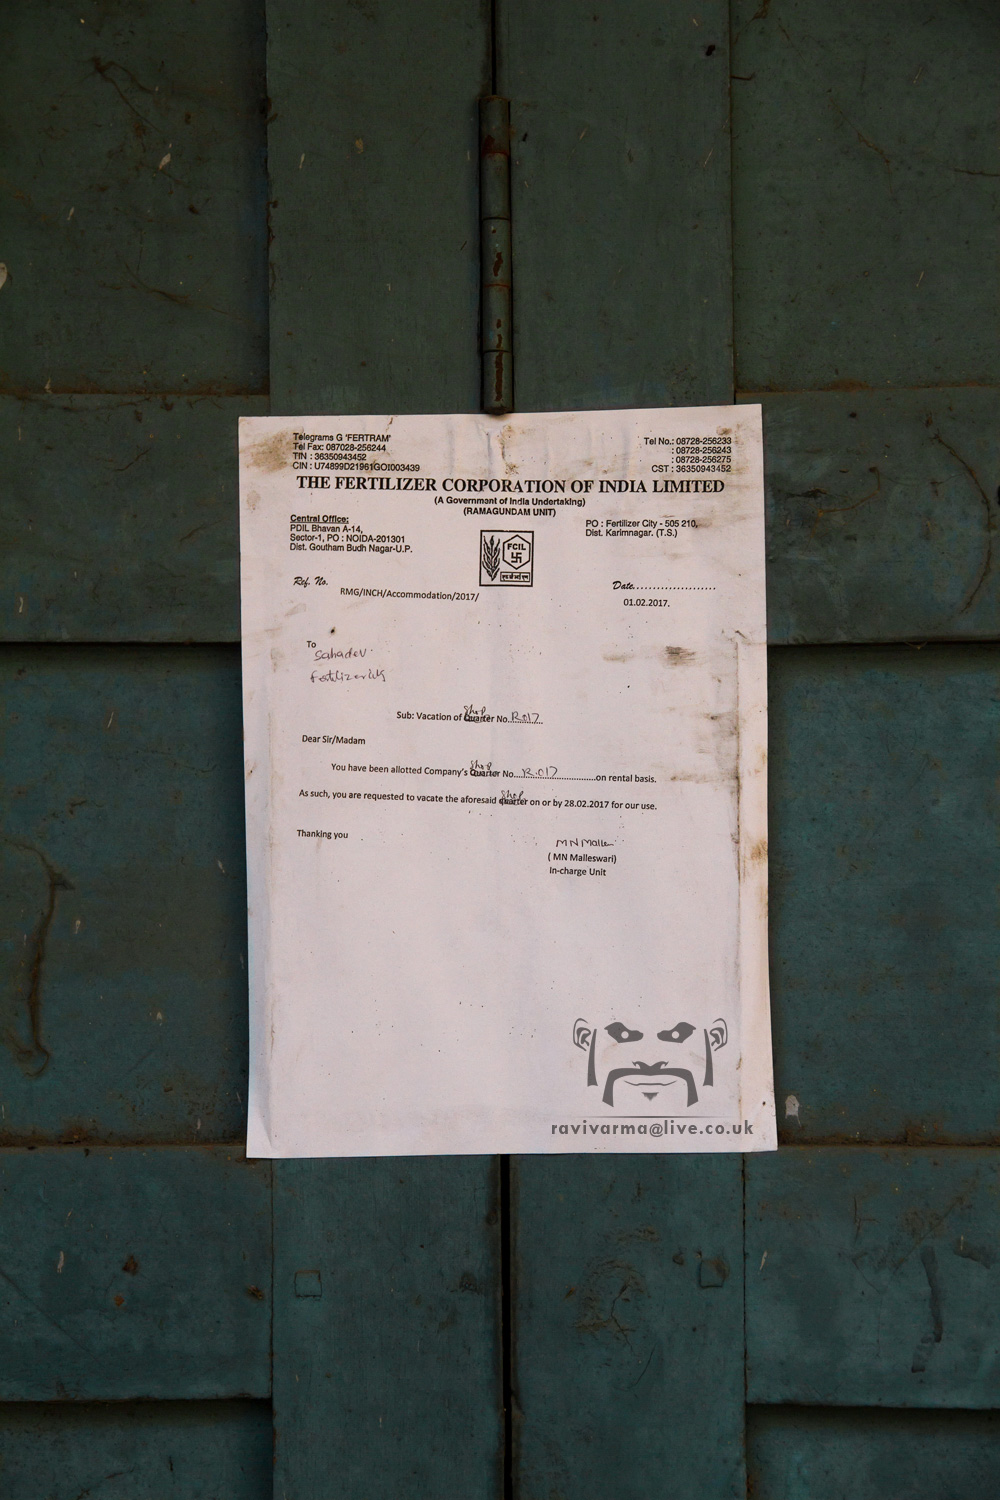 Telegrams G 'FERTRAM'
Tel Fax: 087028-256244
TIN : 36350943452
CIN : U74899D21961GOI003439
Tel No.: 08728-256233
: 08728-256243
: 08728-256275
CST : 36350943452
THE FERTILIZER CORPORATION OF INDIA LIMITED
(A Government of India Undertaking)
(RAMAGUNDAM UNIT)
Central Office:
PDIL Bhavan A-14,
Sector-1, PO : NOIDA-201301
Dist. Goutham Budh Nagar-U.P.
PO : Fertilizer City - 505 210,
Dist. Karimnagar. (T.S.)
FCIL
एफसीआईएल
Ref. No.
RMG/INCH/Accommodation/2017/
Date.....................
01.02.2017.
To
Sahadev.
Sub: Vacation of Quarter Shop No. R.017
Dear Sir/Madam
You have been allotted Company's Quarter Shop No. R.017 on rental basis.
As such, you are requested to vacate the aforesaid quarter Shop on or by 28.02.2017 for our use.
Thanking you
MN Malle
( MN Malleswari)
In-charge Unit
ravivarma@live.co.uk